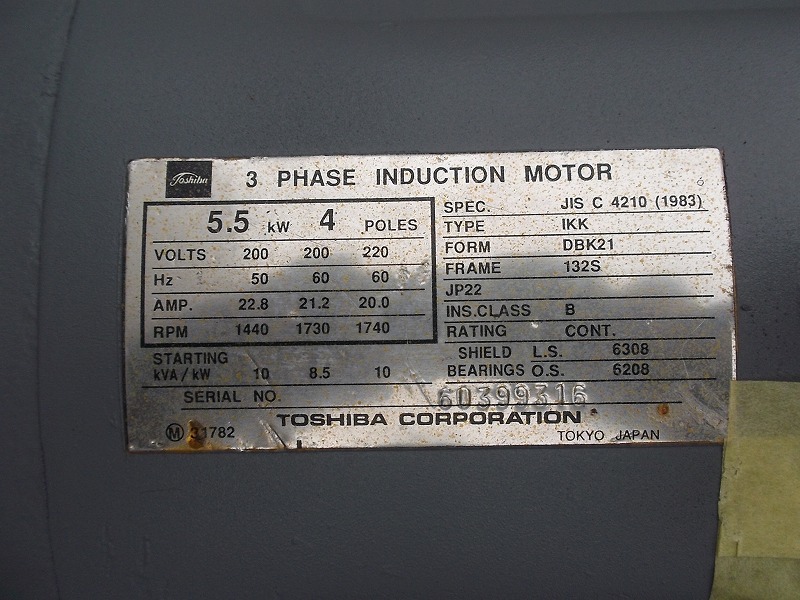 Toshiba 3 PHASE INDUCTION MOTOR
5.5 kW 4 POLES
VOLTS 200 200 220
Hz 50 60 60
AMP. 22.8 21.2 20.0
RPM 1440 1730 1740
STARTING
kVA/kW 10 8.5 10
SPEC. JIS C 4210 (1983)
TYPE IKK
FORM DBK21
FRAME 132S
JP22
INS.CLASS B
RATING CONT.
SHIELD L.S. 6308
BEARINGS O.S. 6208
SERIAL NO. 60399316
TOSHIBA CORPORATION
Ⓜ 31782 TOKYO JAPAN